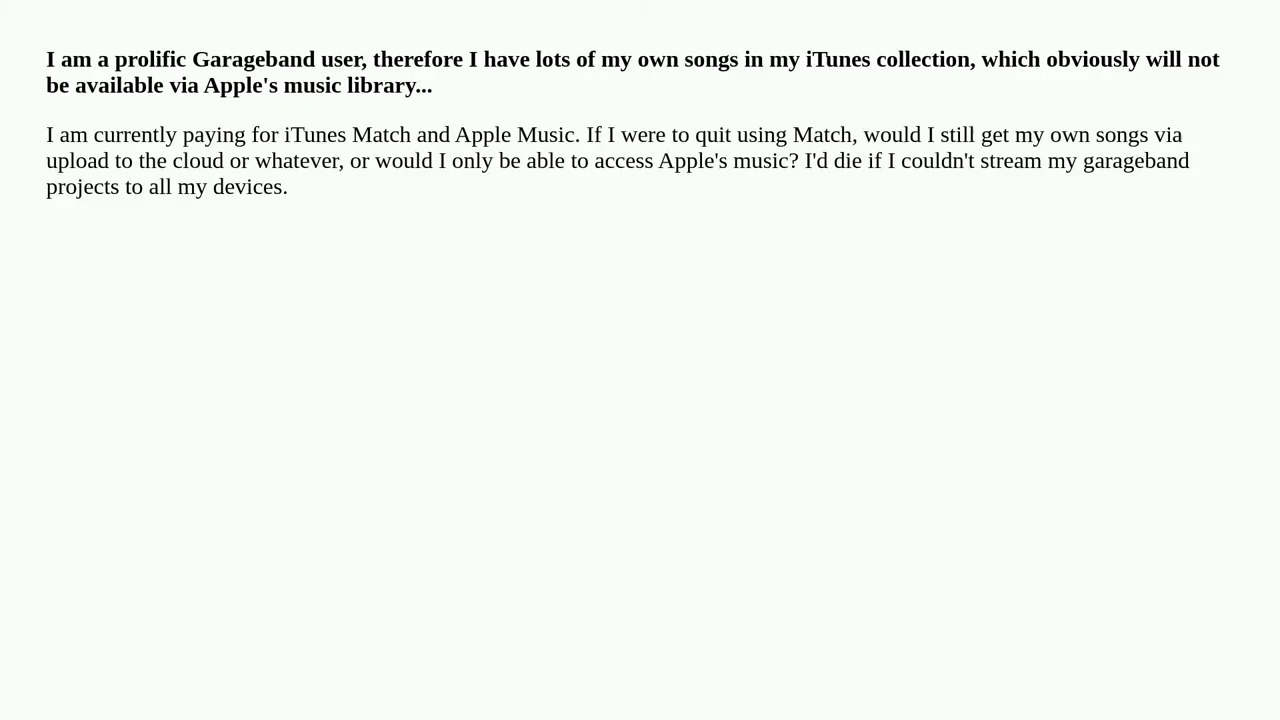 I am a prolific Garageband user, therefore I have lots of my own songs in my iTunes collection, which obviously will not
be available via Apple's music library...
I am currently paying for iTunes Match and Apple Music. If I were to quit using Match, would I still get my own songs via
upload to the cloud or whatever, or would I only be able to access Apple's music? I'd die if I couldn't stream my garageband
projects to all my devices.